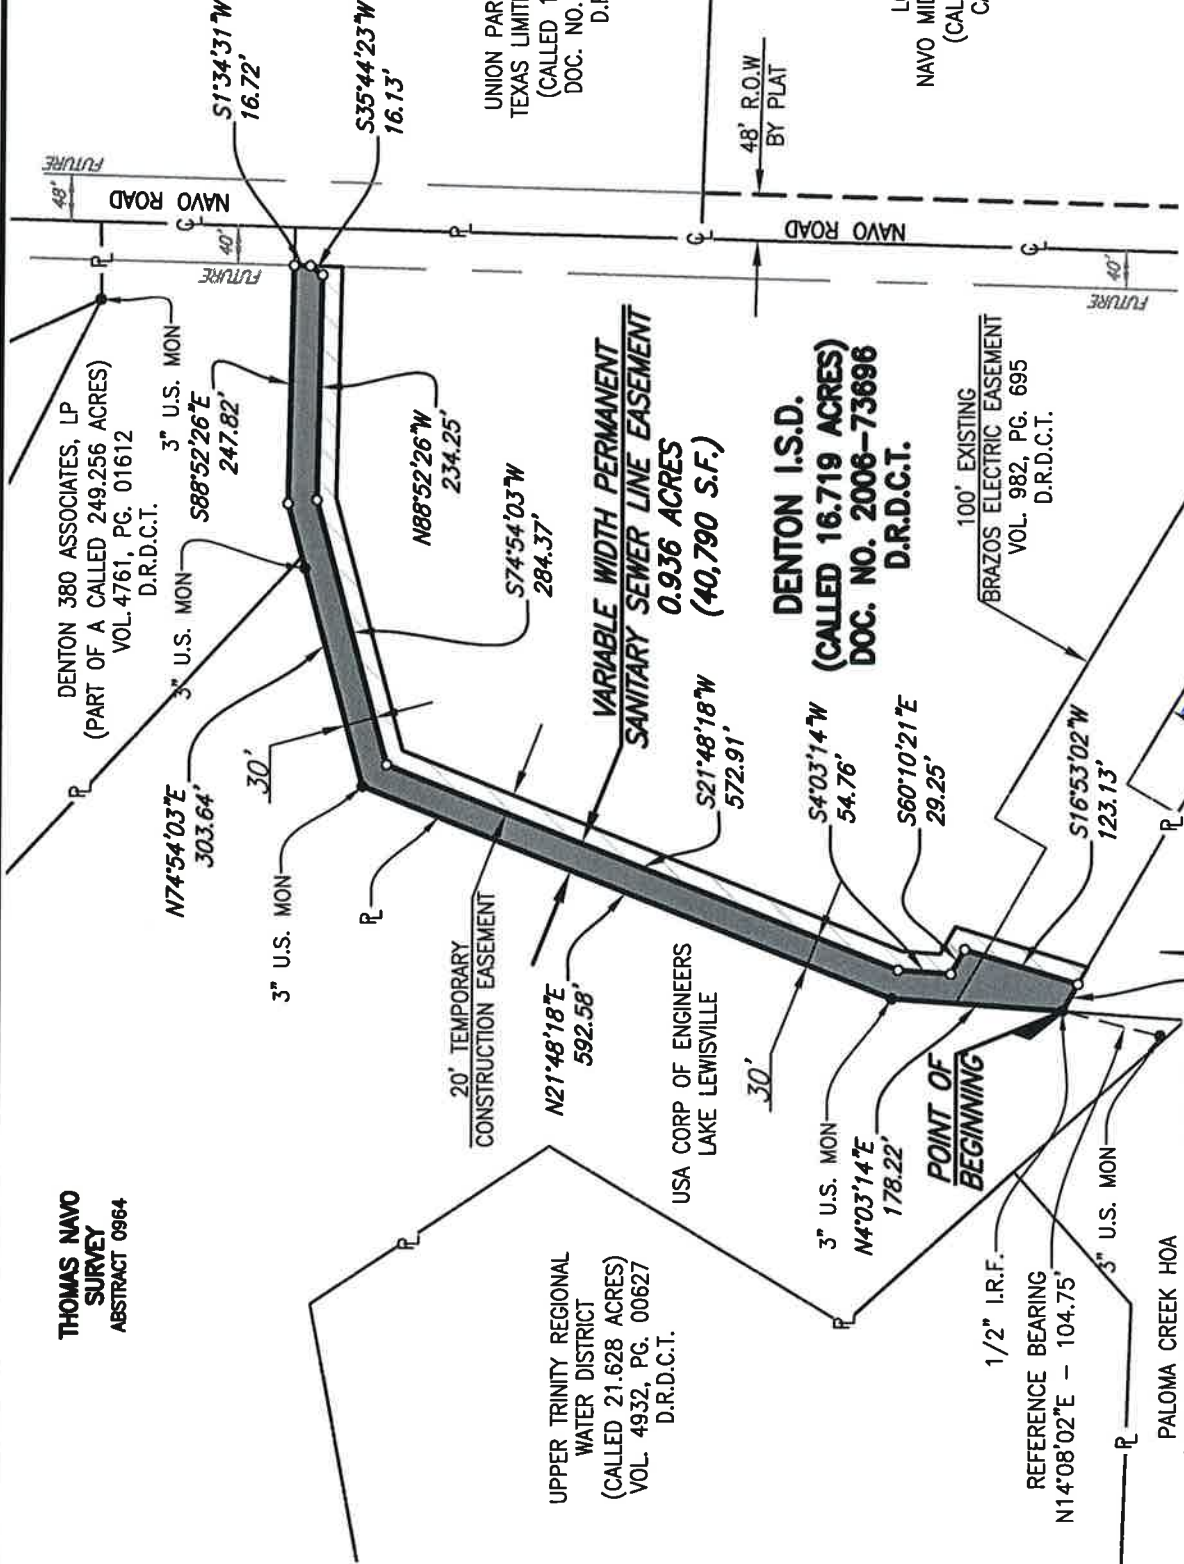 THOMAS NAVO
SURVEY
ABSTRACT 0964
DENTON 380 ASSOCIATES, LP
(PART OF A CALLED 249.256 ACRES)
VOL. 4761, PG. 01612
D.R.D.C.T.
3" U.S. MON
3" U.S. MON
3" U.S. MON
S88°52'26"E
247.82'
FUTURE
48'
NAVO ROAD
40'
FUTURE
S1°34'31"W
16.72'
S35°44'23"W
16.13'
N74°54'03"E
303.64'
30'
3" U.S. MON
N88°52'26"W
234.25'
S74°54'03"W
284.37'
UNION PAR
TEXAS LIMIT
(CALLED 1
DOC. NO.
20' TEMPORARY
CONSTRUCTION EASEMENT
N21°48'18"E
592.58'
VARIABLE WIDTH PERMANENT
SANITARY SEWER LINE EASEMENT
0.936 ACRES
(40,790 S.F.)
S21°48'18"W
572.91'
48' R.O.W
BY PLAT
NAVO ROAD
DENTON I.S.D.
(CALLED 16.719 ACRES)
DOC. NO. 2006-73696
D.R.D.C.T.
NAVO MID
(CAL
USA CORP OF ENGINEERS
LAKE LEWISVILLE
30'
S4°03'14"W
54.76'
S60°10'21"E
29.25'
100' EXISTING
BRAZOS ELECTRIC EASEMENT
VOL. 982, PG. 695
D.R.D.C.T.
40'
FUTURE
UPPER TRINITY REGIONAL
WATER DISTRICT
(CALLED 21.628 ACRES)
VOL. 4932, PG. 00627
D.R.D.C.T.
3" U.S. MON
N4°03'14"E
178.22'
POINT OF
BEGINNING
S16°53'02"W
123.13'
1/2" I.R.F.
REFERENCE BEARING
N14°08'02"E - 104.75'
3" U.S. MON
PALOMA CREEK HOA